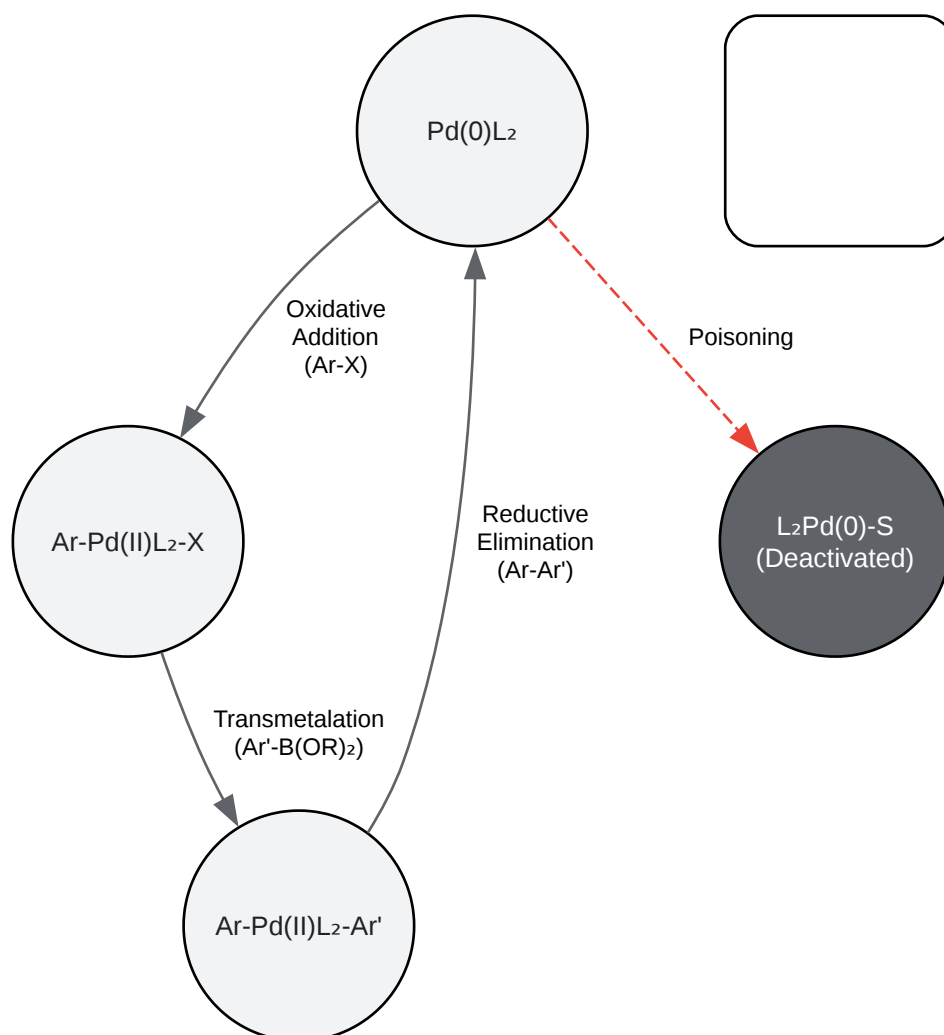 Pd(0)L₂
Oxidative
Addition
(Ar-X)
Poisoning
Ar-Pd(II)L₂-X
Reductive
Elimination
(Ar-Ar')
L₂Pd(0)-S
(Deactivated)
Transmetalation
(Ar'-B(OR)₂)
Ar-Pd(II)L₂-Ar'